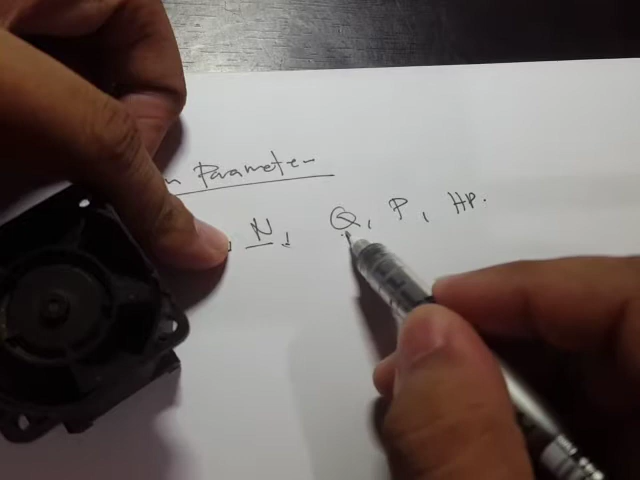 n Parameter
N, Q, P, HP.